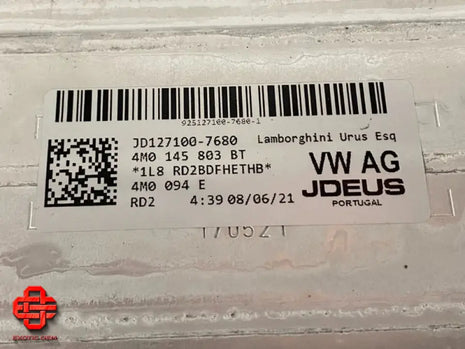 925127100-7680-1
JD127100-7680 Lamborghini Urus Esq
4M0 145 803 BT
*1L8 RD2BDFHETHB*
4M0 094 E
RD2 4:39 08/06/21
VW AG
JDEUS
PORTUGAL
170521